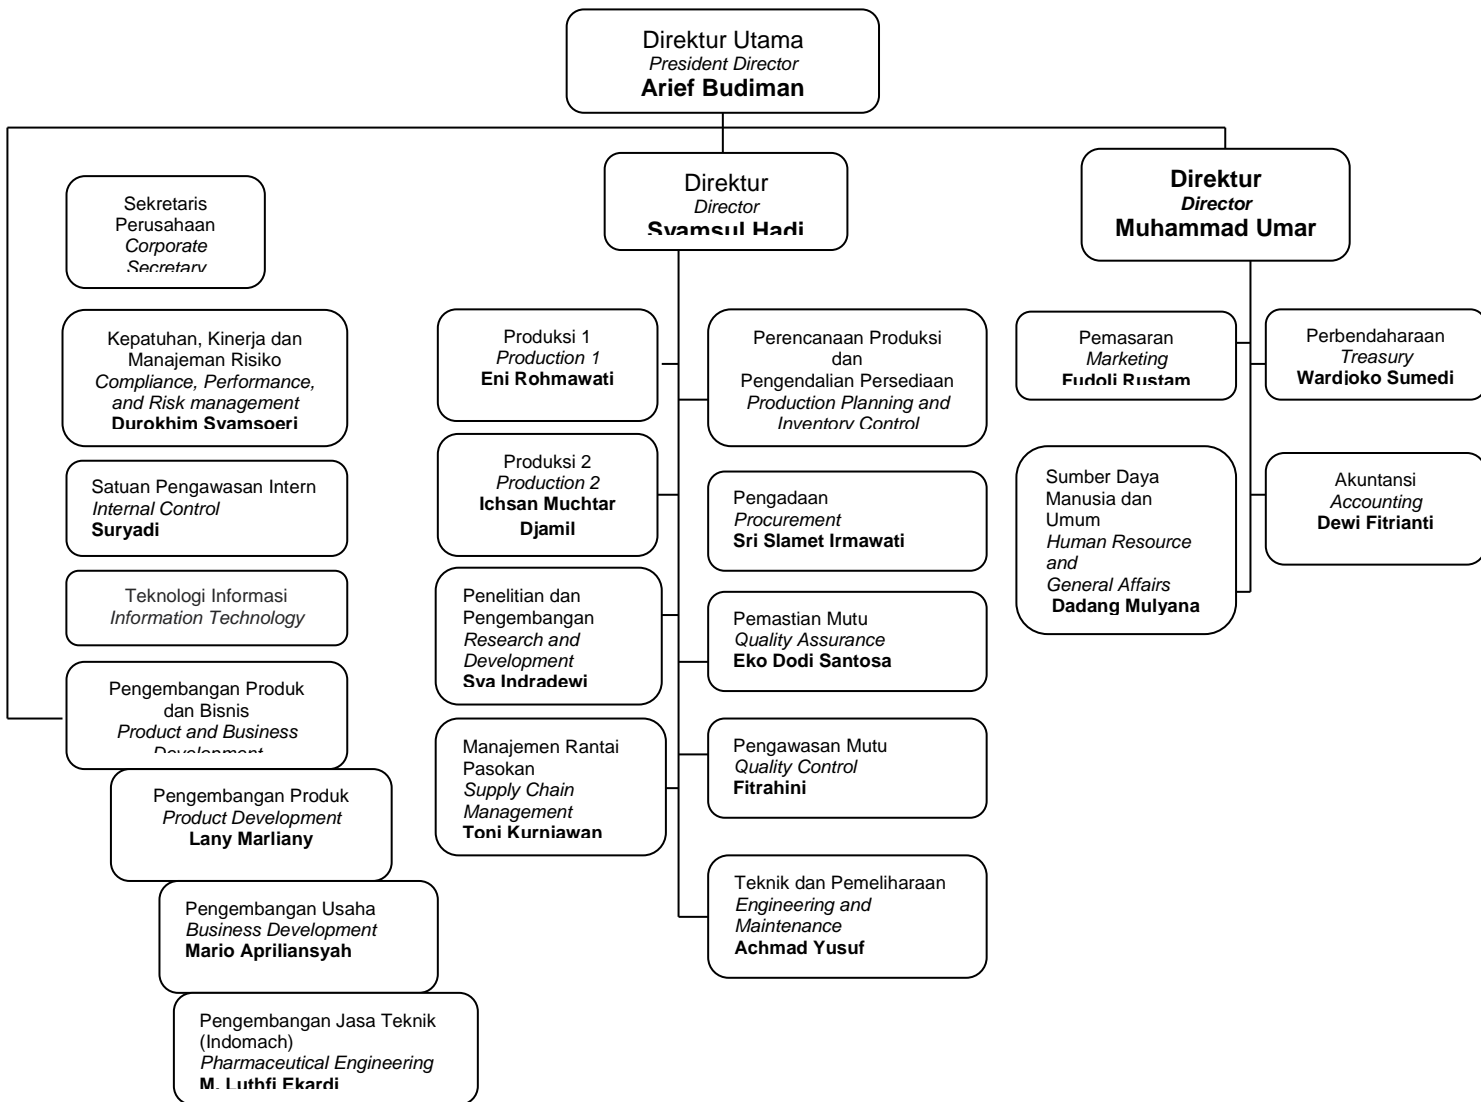 Direktur Utama
President Director
Arief Budiman
Direktur
Director
Syamsul Hadi
Direktur
Director
Muhammad Umar
Sekretaris
Perusahaan
Corporate
Secretary
Kepatuhan, Kinerja dan
Manajeman Risiko
Compliance, Performance,
and Risk management
Durokhim Syamsoeri
Satuan Pengawasan Intern
Internal Control
Suryadi
Teknologi Informasi
Information Technology
Pengembangan Produk
dan Bisnis
Product and Business
Development
Pengembangan Produk
Product Development
Lany Marliany
Pengembangan Usaha
Business Development
Mario Apriliansyah
Pengembangan Jasa Teknik
(Indomach)
Pharmaceutical Engineering
M. Luthfi Ekardi
Produksi 1
Production 1
Eni Rohmawati
Produksi 2
Production 2
Ichsan Muchtar
Djamil
Penelitian dan
Pengembangan
Research and
Development
Sya Indradewi
Manajemen Rantai
Pasokan
Supply Chain
Management
Toni Kurniawan
Perencanaan Produksi
dan
Pengendalian Persediaan
Production Planning and
Inventory Control
Pengadaan
Procurement
Sri Slamet Irmawati
Pemastian Mutu
Quality Assurance
Eko Dodi Santosa
Pengawasan Mutu
Quality Control
Fitrahini
Teknik dan Pemeliharaan
Engineering and
Maintenance
Achmad Yusuf
Pemasaran
Marketing
Fudoli Rustam
Sumber Daya
Manusia dan
Umum
Human Resource
and
General Affairs
Dadang Mulyana
Perbendaharaan
Treasury
Wardioko Sumedi
Akuntansi
Accounting
Dewi Fitrianti